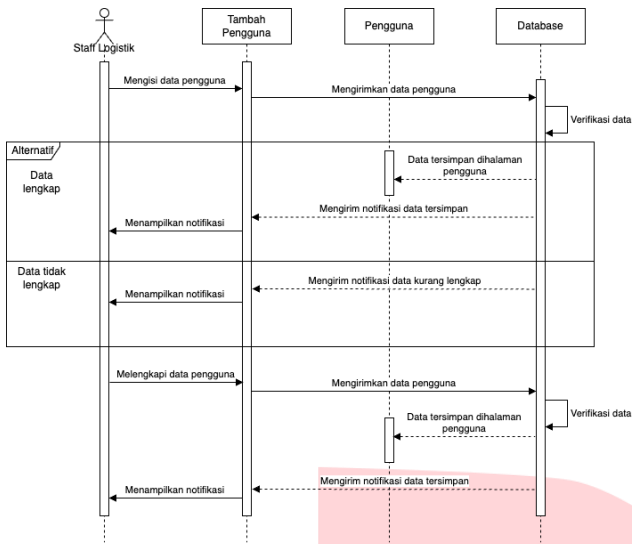 Staff Logistik
Tambah
Pengguna
Pengguna
Database
Mengisi data pengguna
Mengirimkan data pengguna
Verifikasi data
Alternatif
Data
lengkap
Data tersimpan dihalaman
pengguna
Mengirim notifikasi data tersimpan
Menampilkan notifikasi
Data tidak
lengkap
Mengirim notifikasi data kurang lengkap
Menampilkan notifikasi
Melengkapi data pengguna
Mengirimkan data pengguna
Verifikasi data
Data tersimpan dihalaman
pengguna
Mengirim notifikasi data tersimpan
Menampilkan notifikasi